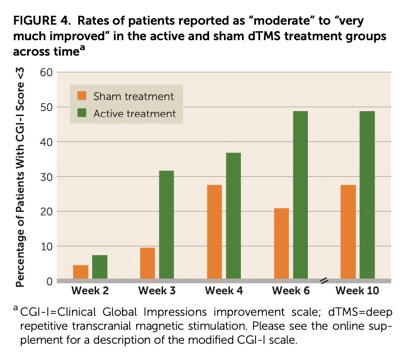 FIGURE 4. Rates of patients reported as “moderate” to “very
much improved” in the active and sham dTMS treatment groups
across timeᵃ
Percentage of Patients With CGI-I Score <3
60
50
40
30
20
10
0
Sham treatment
Active treatment
Week 2 Week 3 Week 4 Week 6 Week 10
ᵃ CGI-I=Clinical Global Impressions improvement scale; dTMS=deep
repetitive transcranial magnetic stimulation. Please see the online sup-
plement for a description of the modified CGI-I scale.